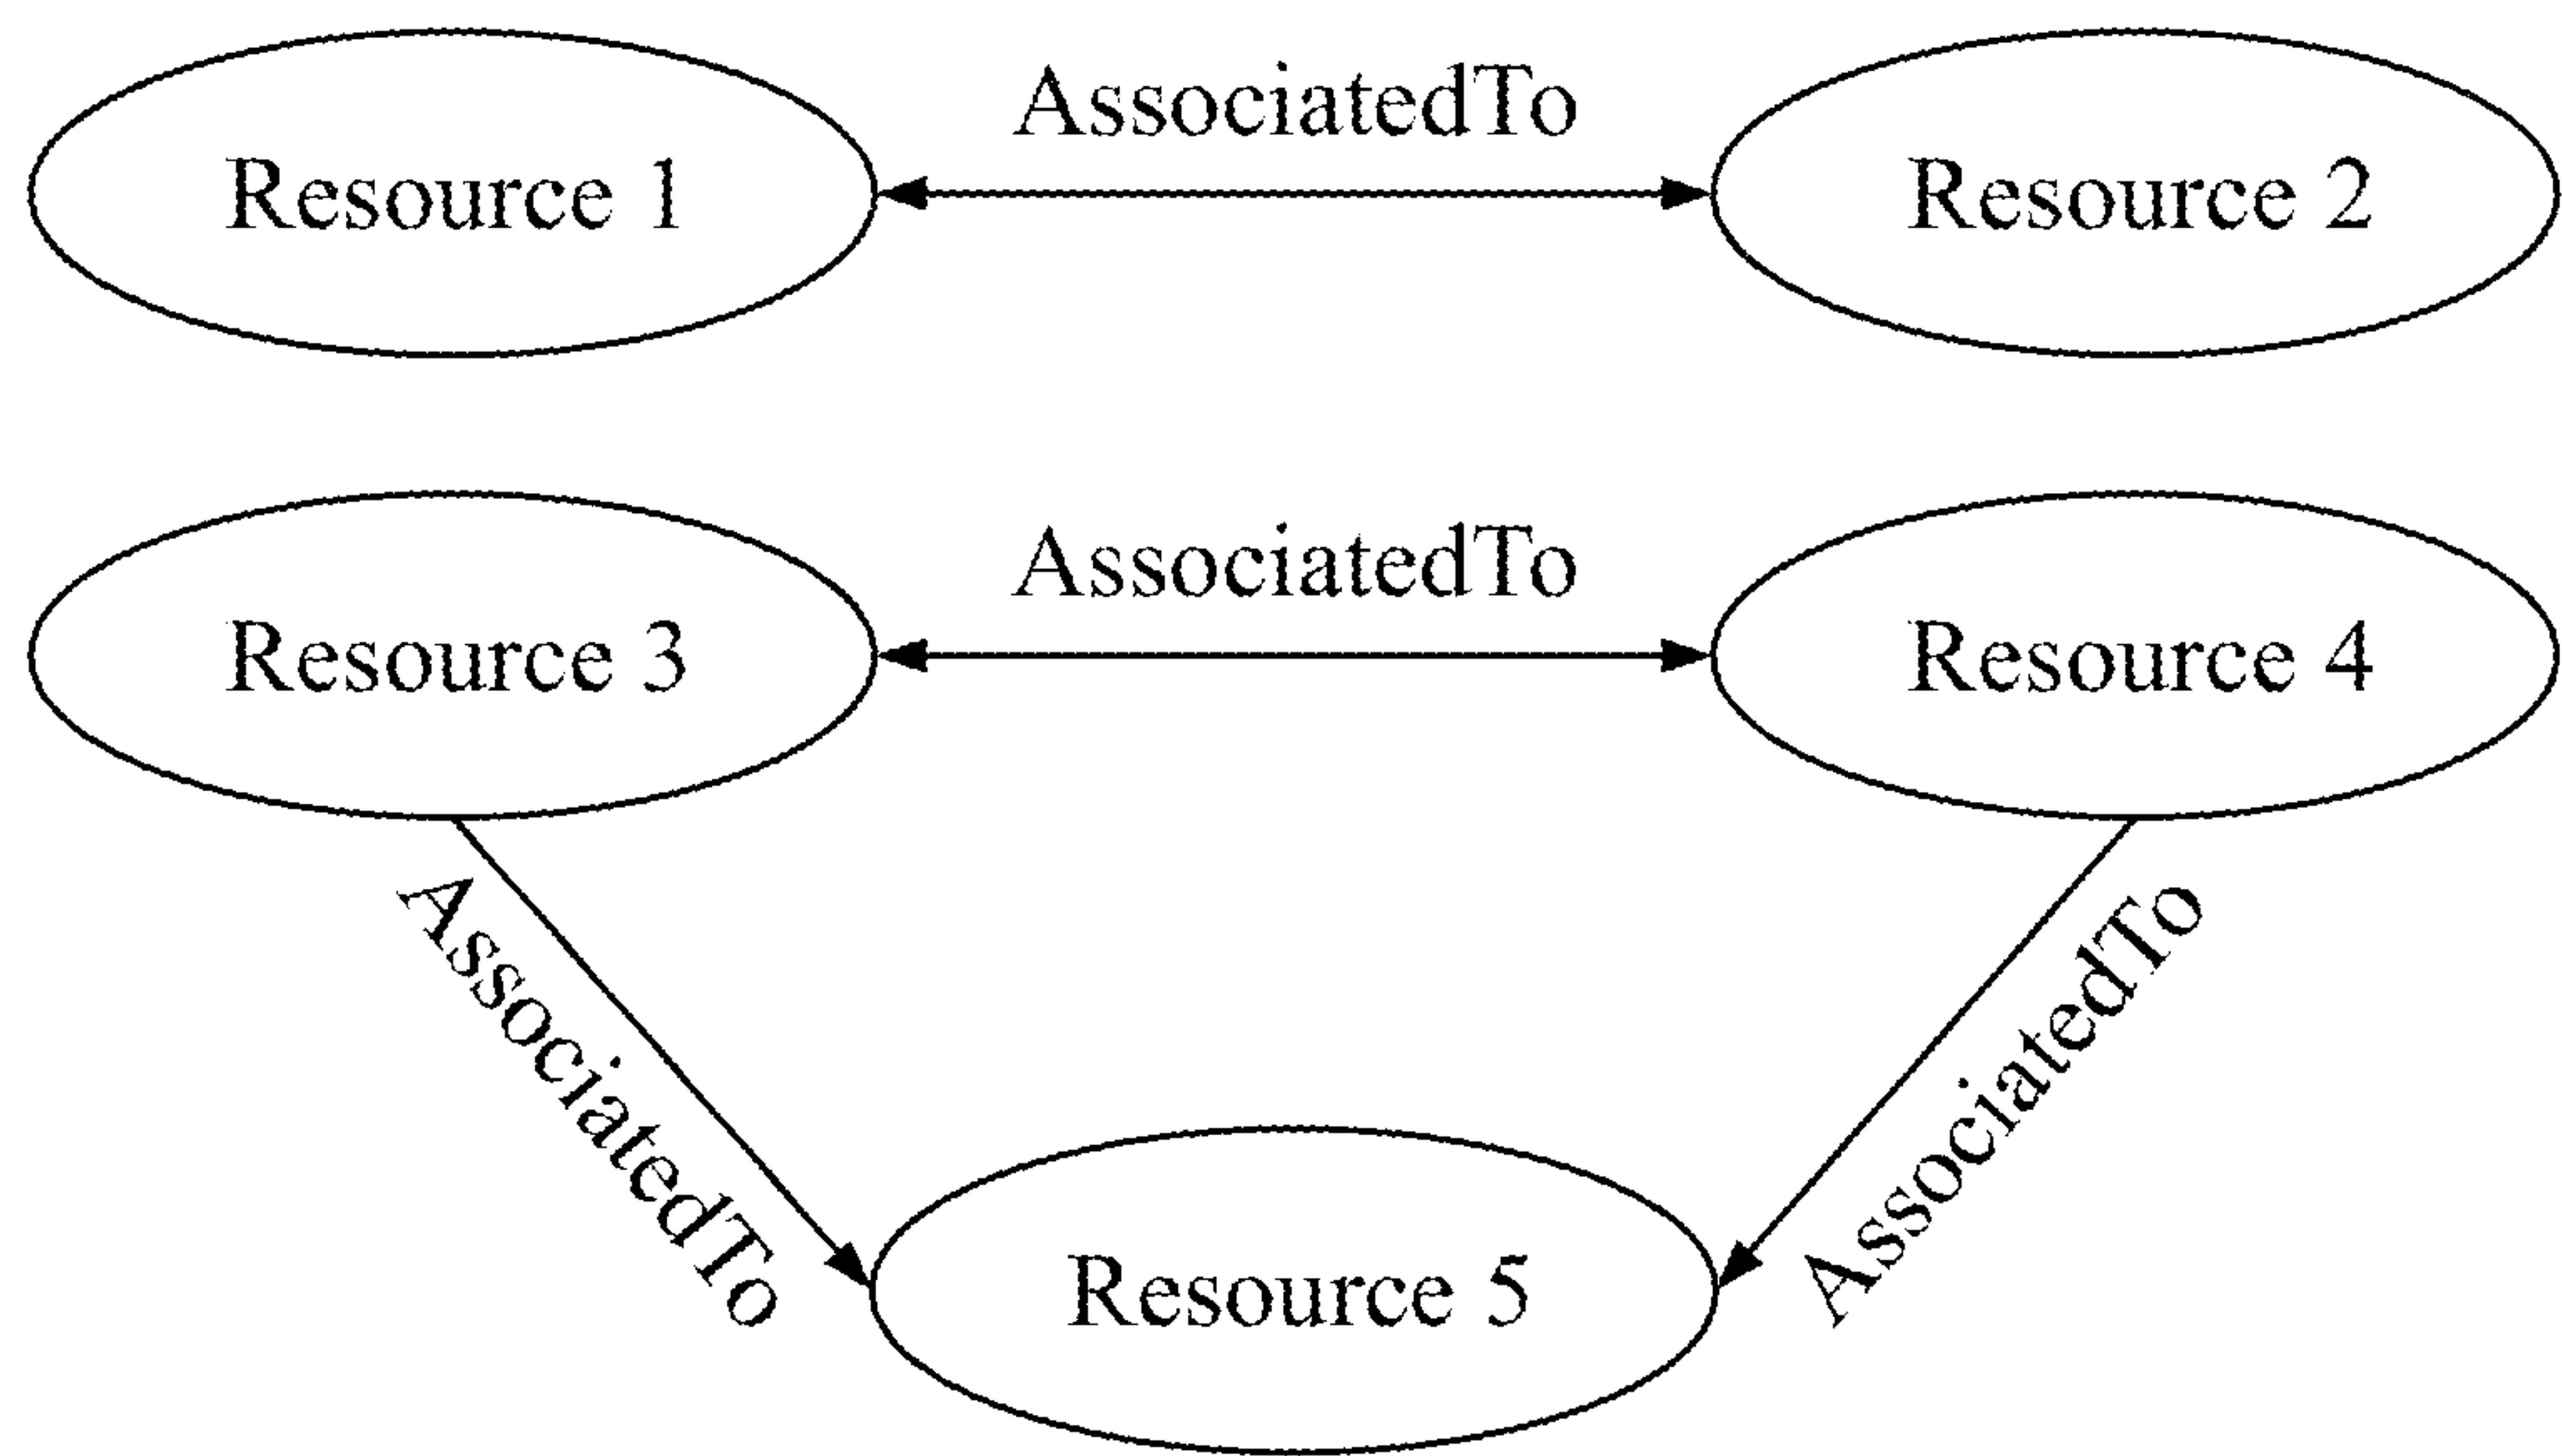 AssociatedTo
Resource 1
Resource 2
AssociatedTo
Resource 3
Resource 4
AssociatedTo
AssociatedTo
Resource 5